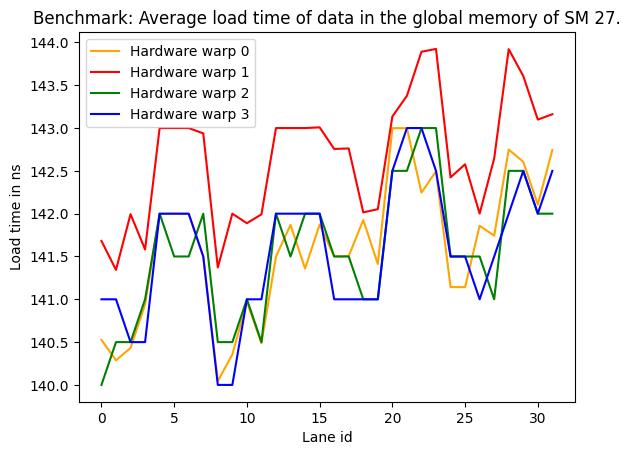 Benchmark: Average load time of data in the global memory of SM 27.
Load time in ns
144.0
143.5
143.0
142.5
142.0
141.5
141.0
140.5
140.0
Hardware warp 0
Hardware warp 1
Hardware warp 2
Hardware warp 3
0 5 10 15 20 25 30
Lane id